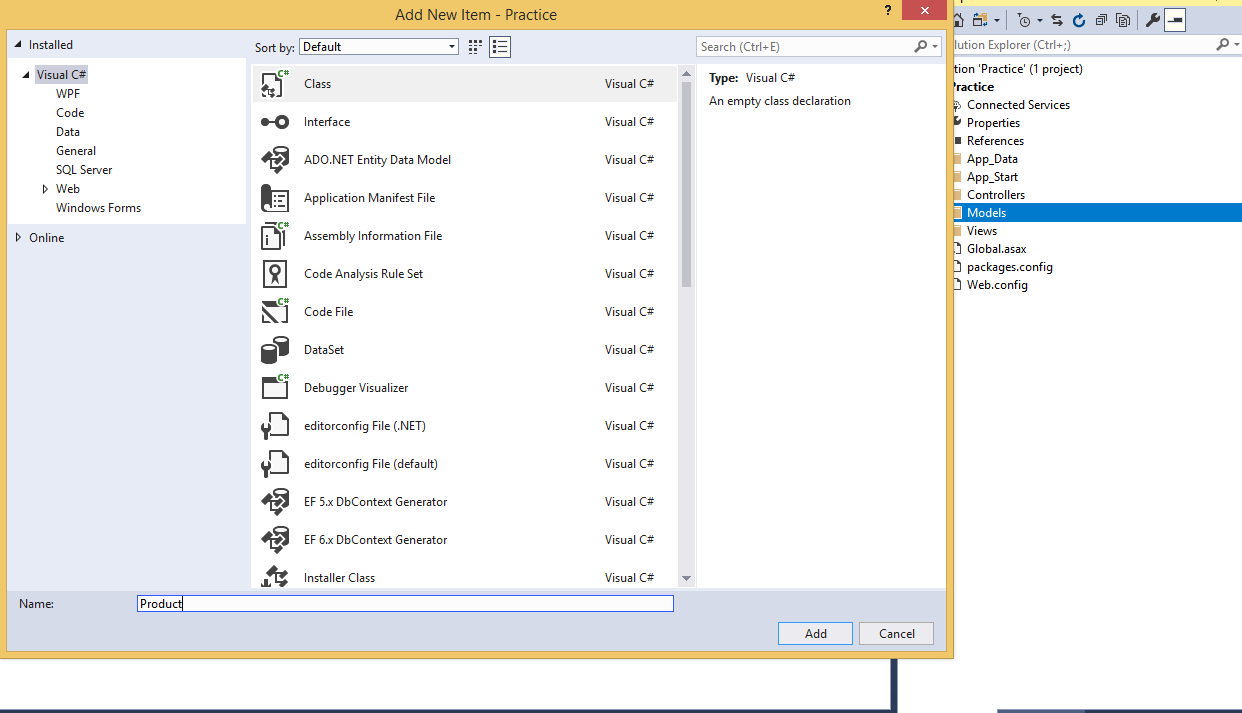 Add New Item - Practice
?
Installed
Visual C#
WPF
Code
Data
General
SQL Server
Web
Windows Forms
Online
Sort by: Default
Search (Ctrl+E)
Class Visual C#
Interface Visual C#
ADO.NET Entity Data Model Visual C#
Application Manifest File Visual C#
Assembly Information File Visual C#
Code Analysis Rule Set Visual C#
Code File Visual C#
DataSet Visual C#
Debugger Visualizer Visual C#
editorconfig File (.NET) Visual C#
editorconfig File (default) Visual C#
EF 5.x DbContext Generator Visual C#
EF 6.x DbContext Generator Visual C#
Installer Class Visual C#
Type: Visual C#
An empty class declaration
Name: Product
Add Cancel
lution Explorer (Ctrl+;)
tion 'Practice' (1 project)
Practice
Connected Services
Properties
References
App_Data
App_Start
Controllers
Models
Views
Global.asax
packages.config
Web.config